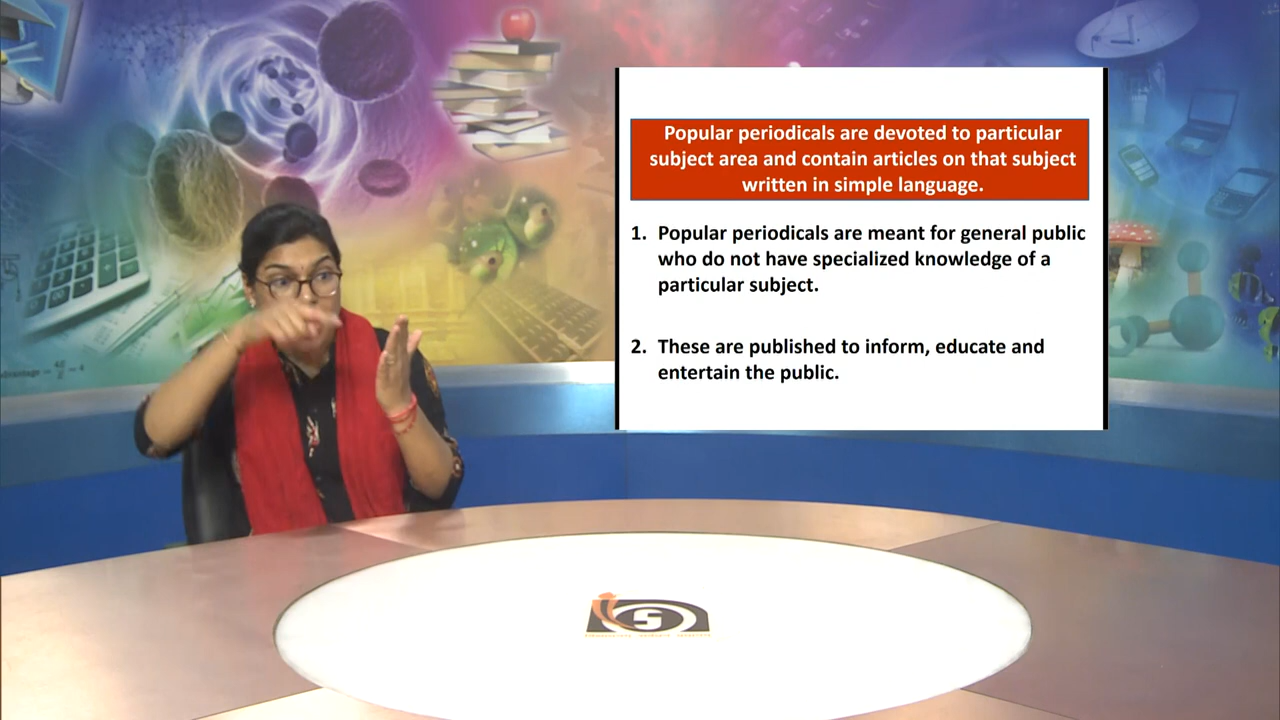 Popular periodicals are devoted to particular
subject area and contain articles on that subject
written in simple language.
1. Popular periodicals are meant for general public
who do not have specialized knowledge of a
particular subject.
2. These are published to inform, educate and
entertain the public.